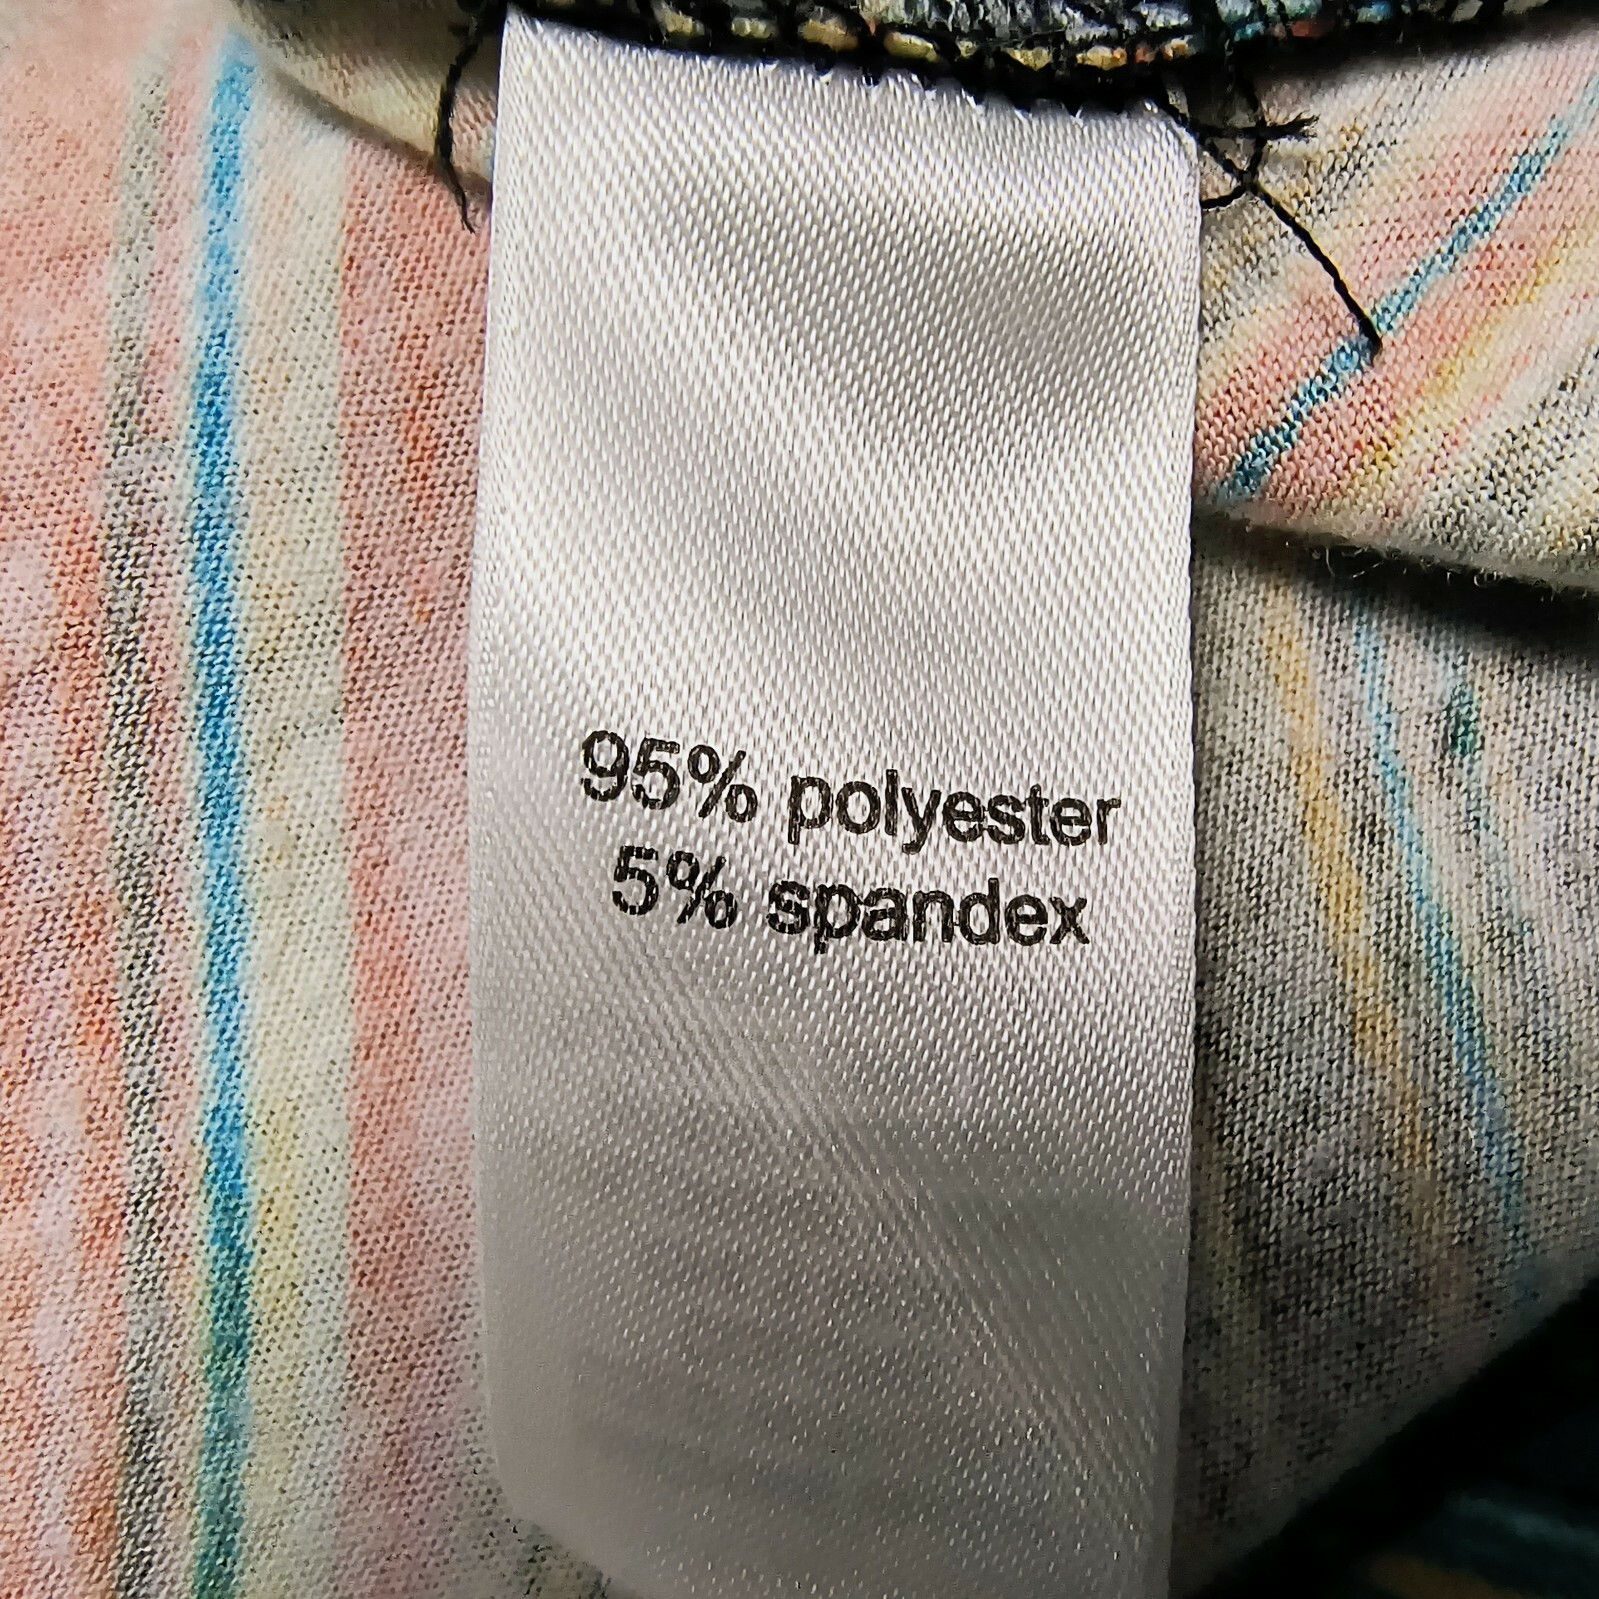 95% polyester
5% spandex